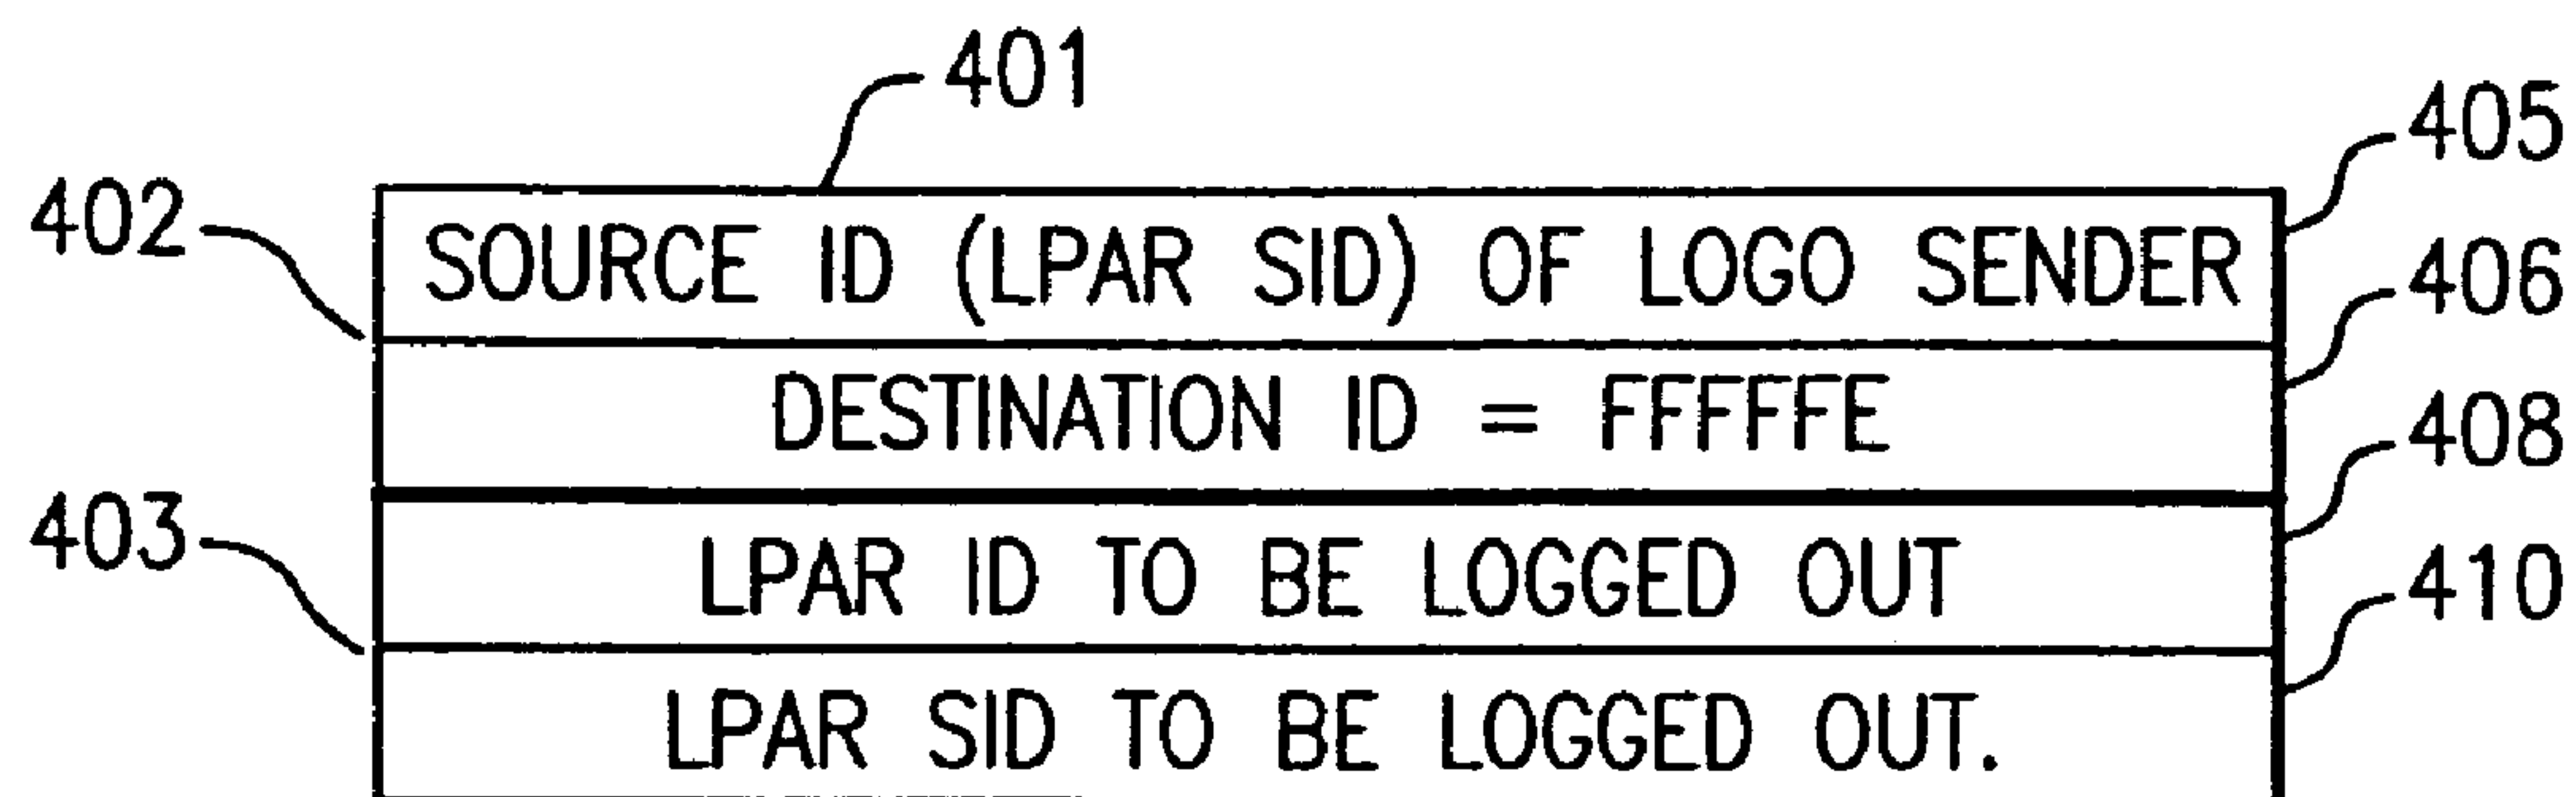 401
405
402
SOURCE ID (LPAR SID) OF LOGO SENDER
406
DESTINATION ID = FFFFFE
408
403
LPAR ID TO BE LOGGED OUT
410
LPAR SID TO BE LOGGED OUT.